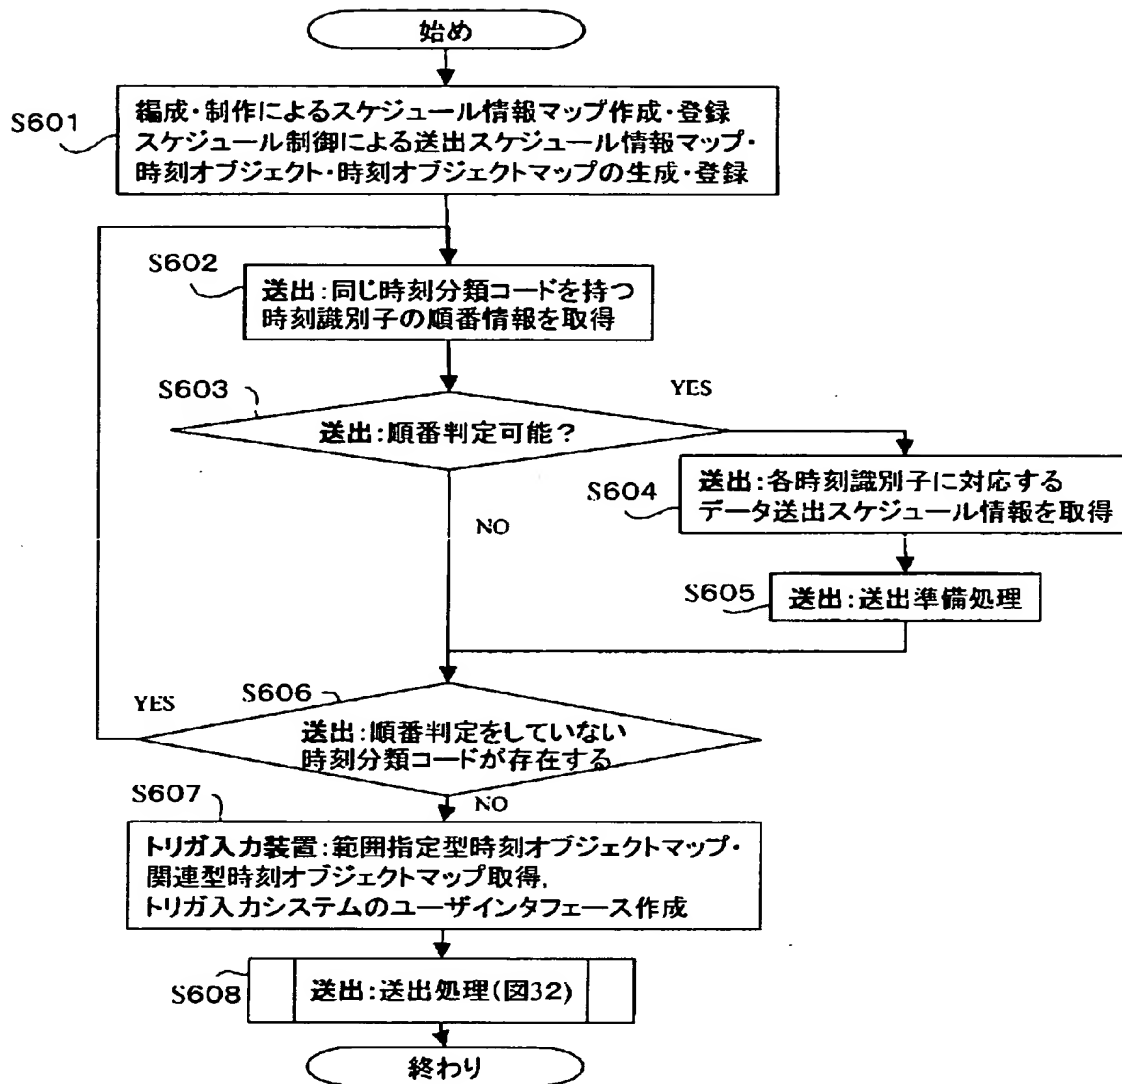 始め
S601
編成・制作によるスケジュール情報マップ作成・登録
スケジュール制御による送出スケジュール情報マップ・
時刻オブジェクト・時刻オブジェクトマップの生成・登録
S602
送出:同じ時刻分類コードを持つ
時刻識別子の順番情報を取得
S603
YES
送出:順番判定可能?
S604
送出:各時刻識別子に対応する
データ送出スケジュール情報を取得
NO
S605
送出:送出準備処理
S606
YES
送出:順番判定をしていない
時刻分類コードが存在する
NO
S607
トリガ入力装置:範囲指定型時刻オブジェクトマップ・
関連型時刻オブジェクトマップ取得,
トリガ入力システムのユーザインタフェース作成
S608
送出:送出処理(図32)
終わり